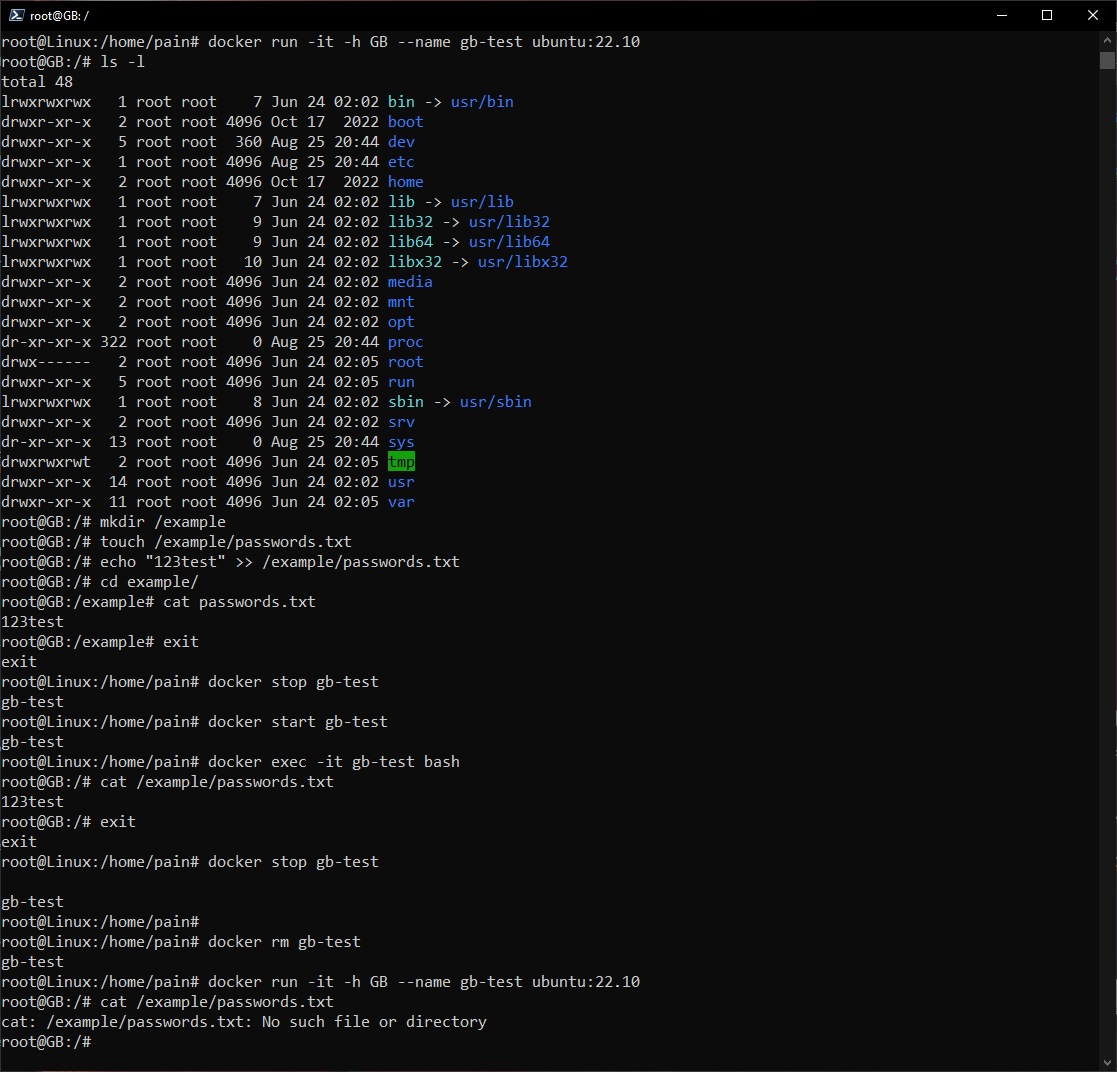 root@GB: /
root@Linux:/home/pain# docker run -it -h GB --name gb-test ubuntu:22.10
root@GB:/# ls -l
total 48
lrwxrwxrwx   1 root root    7 Jun 24 02:02 bin -> usr/bin
drwxr-xr-x   2 root root 4096 Oct 17  2022 boot
drwxr-xr-x   5 root root  360 Aug 25 20:44 dev
drwxr-xr-x   1 root root 4096 Aug 25 20:44 etc
drwxr-xr-x   2 root root 4096 Oct 17  2022 home
lrwxrwxrwx   1 root root    7 Jun 24 02:02 lib -> usr/lib
lrwxrwxrwx   1 root root    9 Jun 24 02:02 lib32 -> usr/lib32
lrwxrwxrwx   1 root root    9 Jun 24 02:02 lib64 -> usr/lib64
lrwxrwxrwx   1 root root   10 Jun 24 02:02 libx32 -> usr/libx32
drwxr-xr-x   2 root root 4096 Jun 24 02:02 media
drwxr-xr-x   2 root root 4096 Jun 24 02:02 mnt
drwxr-xr-x   2 root root 4096 Jun 24 02:02 opt
dr-xr-xr-x 322 root root    0 Aug 25 20:44 proc
drwx------   2 root root 4096 Jun 24 02:05 root
drwxr-xr-x   5 root root 4096 Jun 24 02:05 run
lrwxrwxrwx   1 root root    8 Jun 24 02:02 sbin -> usr/sbin
drwxr-xr-x   2 root root 4096 Jun 24 02:02 srv
dr-xr-xr-x  13 root root    0 Aug 25 20:44 sys
drwxrwxrwt   2 root root 4096 Jun 24 02:05 tmp
drwxr-xr-x  14 root root 4096 Jun 24 02:02 usr
drwxr-xr-x  11 root root 4096 Jun 24 02:05 var
root@GB:/# mkdir /example
root@GB:/# touch /example/passwords.txt
root@GB:/# echo "123test" >> /example/passwords.txt
root@GB:/# cd example/
root@GB:/example# cat passwords.txt
123test
root@GB:/example# exit
exit
root@Linux:/home/pain# docker stop gb-test
gb-test
root@Linux:/home/pain# docker start gb-test
gb-test
root@Linux:/home/pain# docker exec -it gb-test bash
root@GB:/# cat /example/passwords.txt
123test
root@GB:/# exit
exit
root@Linux:/home/pain# docker stop gb-test
gb-test
root@Linux:/home/pain#
root@Linux:/home/pain# docker rm gb-test
gb-test
root@Linux:/home/pain# docker run -it -h GB --name gb-test ubuntu:22.10
root@GB:/# cat /example/passwords.txt
cat: /example/passwords.txt: No such file or directory
root@GB:/#